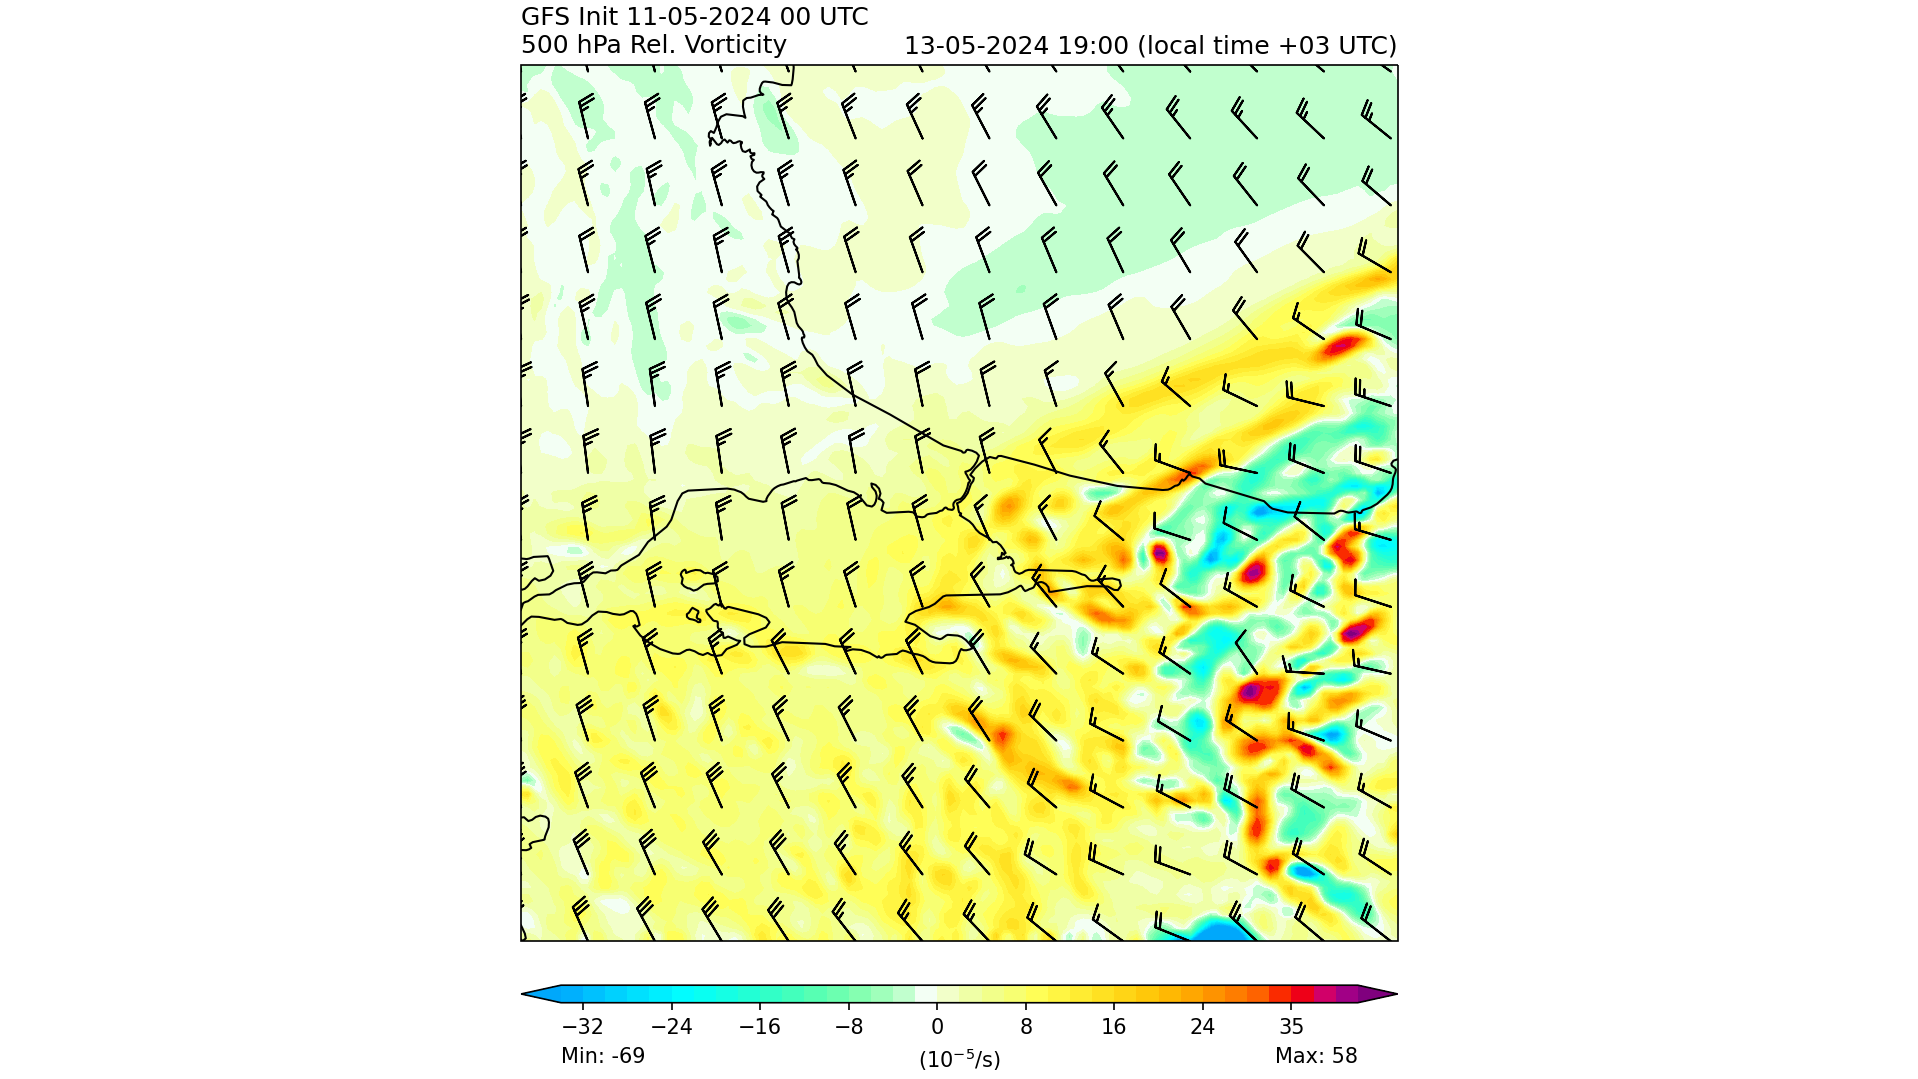 GFS Init 11-05-2024 00 UTC
500 hPa Rel. Vorticity
13-05-2024 19:00 (local time +03 UTC)
−32 −24 −16 −8 0 8 16 24 35
Min: -69 (10⁻⁵/s) Max: 58